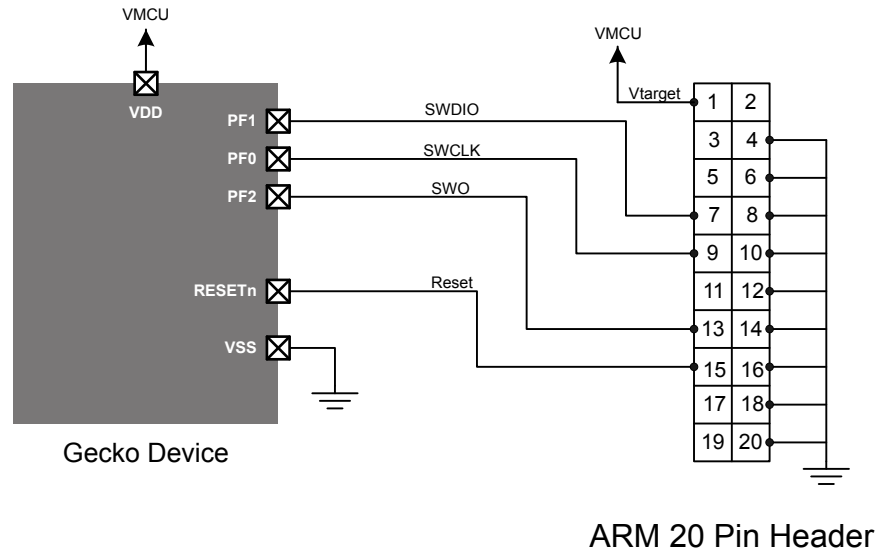 VMCU
VMCU
VDD
Vtarget
1 2
PF1 SWDIO
3 4
PF0 SWCLK
5 6
PF2 SWO
7 8
9 10
RESETn Reset
11 12
13 14
VSS
15 16
17 18
19 20
Gecko Device
ARM 20 Pin Header